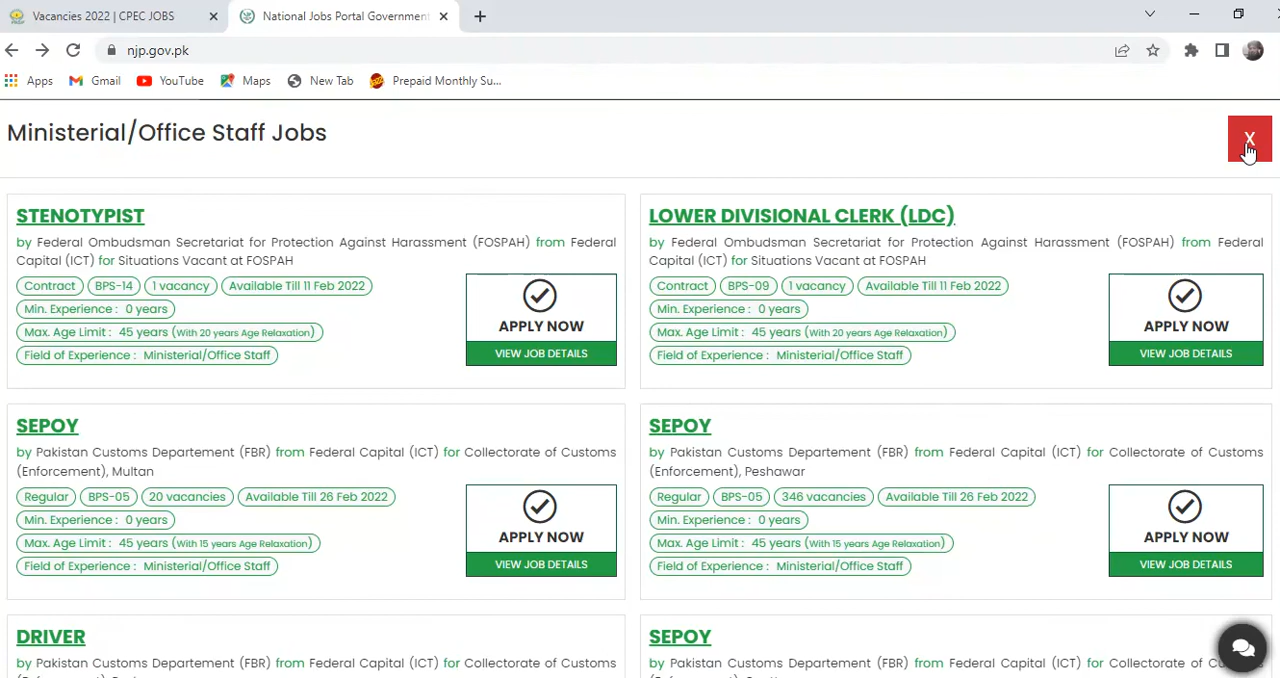 Vacancies 2022 | CPEC JOBS
National Jobs Portal Government
njp.gov.pk
Apps Gmail YouTube Maps New Tab Prepaid Monthly Su...
Ministerial/Office Staff Jobs
X
STENOTYPIST
by Federal Ombudsman Secretariat for Protection Against Harassment (FOSPAH) from Federal
Capital (ICT) for Situations Vacant at FOSPAH
Contract BPS-14 1 vacancy Available Till 11 Feb 2022
Min. Experience : 0 years
Max. Age Limit : 45 years (With 20 years Age Relaxation)
Field of Experience : Ministerial/Office Staff
APPLY NOW
VIEW JOB DETAILS
LOWER DIVISIONAL CLERK (LDC)
by Federal Ombudsman Secretariat for Protection Against Harassment (FOSPAH) from Federal
Capital (ICT) for Situations Vacant at FOSPAH
Contract BPS-09 1 vacancy Available Till 11 Feb 2022
Min. Experience : 0 years
Max. Age Limit : 45 years (With 20 years Age Relaxation)
Field of Experience : Ministerial/Office Staff
APPLY NOW
VIEW JOB DETAILS
SEPOY
by Pakistan Customs Departement (FBR) from Federal Capital (ICT) for Collectorate of Customs
(Enforcement), Multan
Regular BPS-05 20 vacancies Available Till 26 Feb 2022
Min. Experience : 0 years
Max. Age Limit : 45 years (With 15 years Age Relaxation)
Field of Experience : Ministerial/Office Staff
APPLY NOW
VIEW JOB DETAILS
SEPOY
by Pakistan Customs Departement (FBR) from Federal Capital (ICT) for Collectorate of Customs
(Enforcement), Peshawar
Regular BPS-05 346 vacancies Available Till 26 Feb 2022
Min. Experience : 0 years
Max. Age Limit : 45 years (With 15 years Age Relaxation)
Field of Experience : Ministerial/Office Staff
APPLY NOW
VIEW JOB DETAILS
DRIVER
by Pakistan Customs Departement (FBR) from Federal Capital (ICT) for Collectorate of Customs
SEPOY
by Pakistan Customs Departement (FBR) from Federal Capital (ICT) for Collectorate of